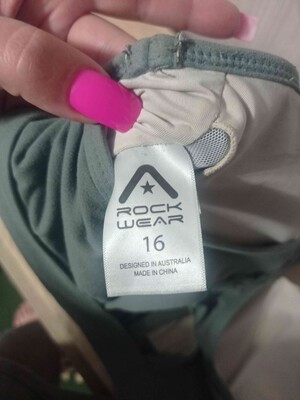 ROCK
WEAR
16
DESIGNED IN AUSTRALIA
MADE IN CHINA